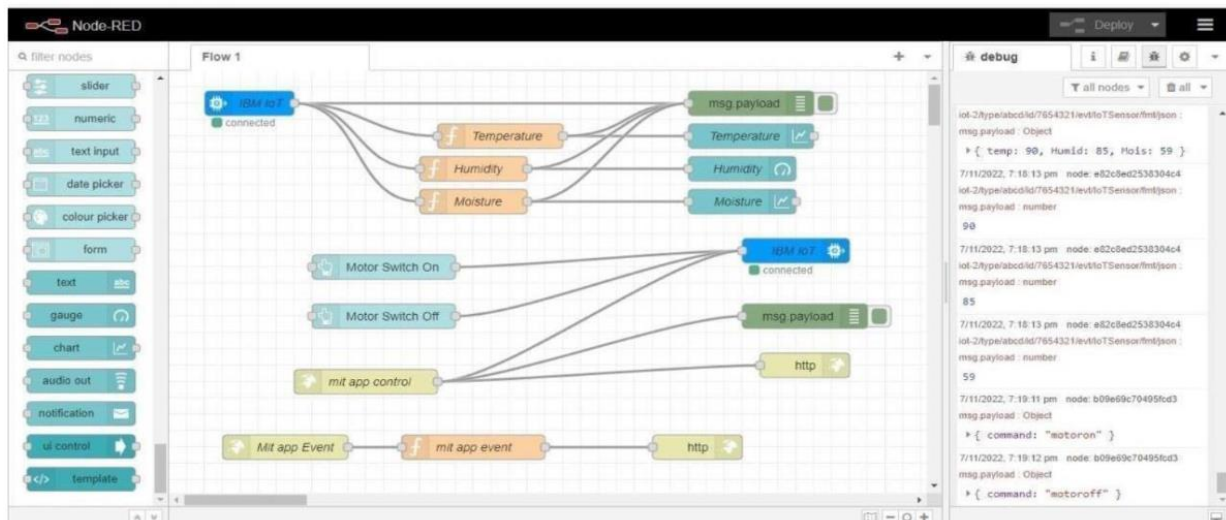 Node-RED
Deploy
filter nodes
slider
numeric
text input
date picker
colour picker
form
text
gauge
chart
audio out
notification
ui control
template
123
abc
abc
</>
Flow 1
IBM IoT
connected
msg.payload
Temperature
Temperature
Humidity
Humidity
Moisture
Moisture
Motor Switch On
IBM IoT
connected
Motor Switch Off
msg.payload
http
mit app control
Mit app Event
mit app event
http
debug
i
all nodes
all
iot-2/type/abcd/id/7654321/evt/IoTSensor/fmt/json :
msg.payload : Object
{ temp: 90, Humid: 85, Mois: 59 }
7/11/2022, 7:18:13 pm node: e82c8ed2538304c4
iot-2/type/abcd/id/7654321/evt/IoTSensor/fmt/json :
msg.payload : number
90
7/11/2022, 7:18:13 pm node: e82c8ed2538304c4
iot-2/type/abcd/id/7654321/evt/IoTSensor/fmt/json :
msg.payload : number
85
7/11/2022, 7:18:13 pm node: e82c8ed2538304c4
iot-2/type/abcd/id/7654321/evt/IoTSensor/fmt/json :
msg.payload : number
59
7/11/2022, 7:19:11 pm node: b09e69c70495fcd3
msg.payload : Object
{ command: "motoron" }
7/11/2022, 7:19:12 pm node: b09e69c70495fcd3
msg.payload : Object
{ command: "motoroff" }